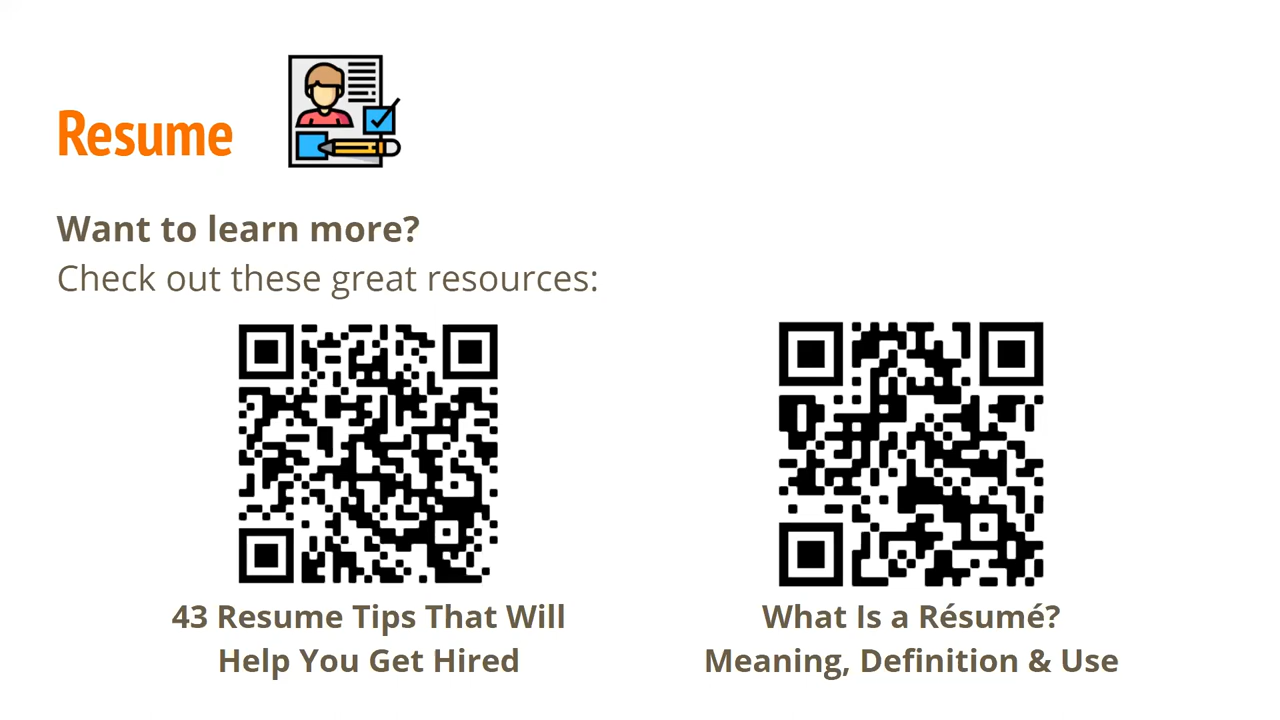 Resume
Want to learn more?
Check out these great resources:
43 Resume Tips That Will
Help You Get Hired
What Is a Résumé?
Meaning, Definition & Use